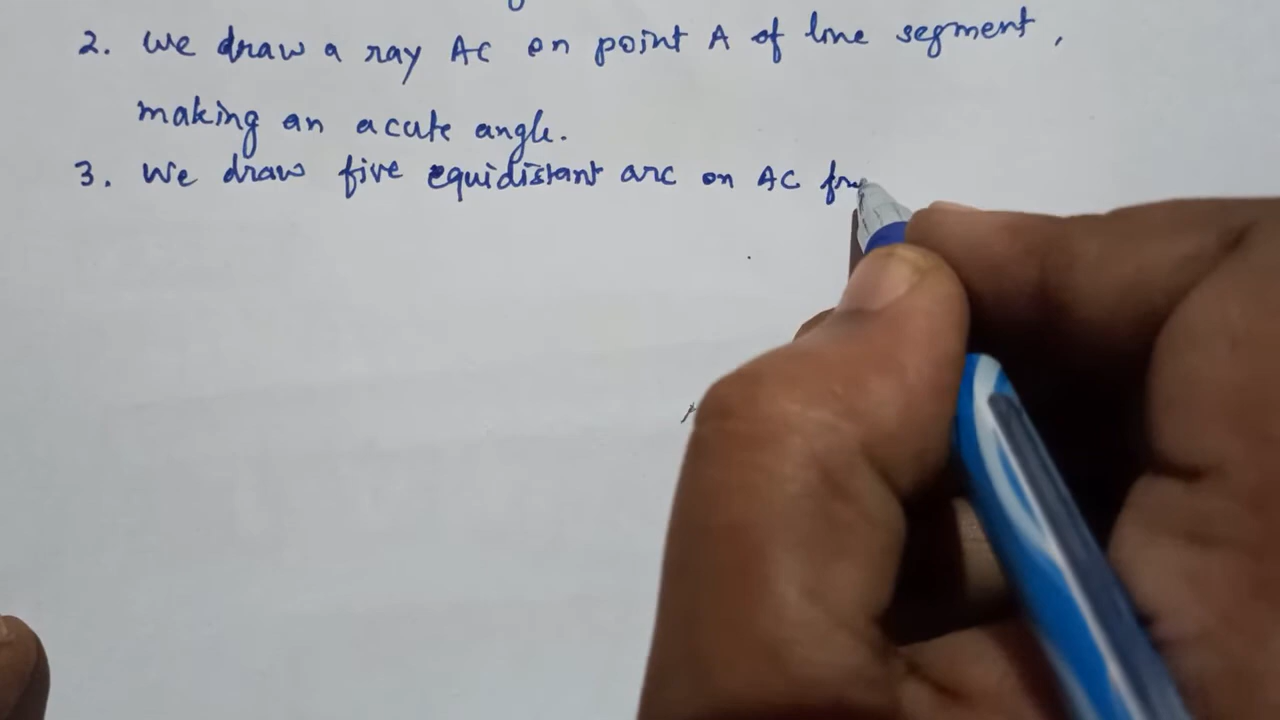 2. We draw a ray AC on point A of line segment,
making an acute angle.
3. We draw five equidistant arc on AC